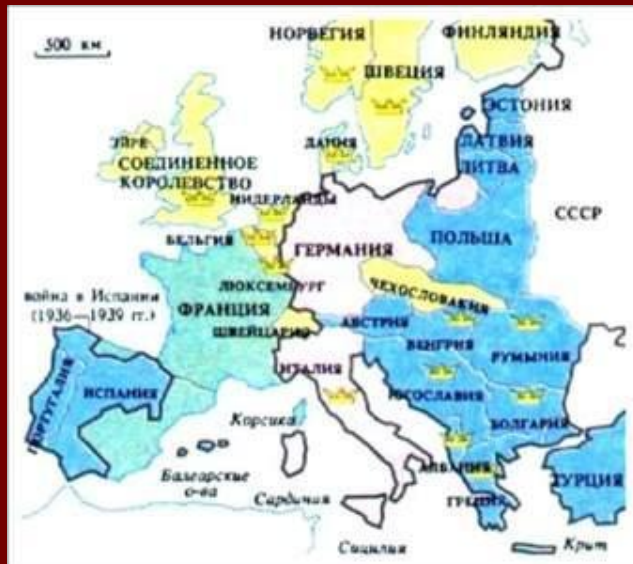 500 км
НОРВЕГИЯ
ФИНЛЯНДИЯ
ШВЕЦИЯ
ЭСТОНИЯ
ДАНИЯ
ЛАТВИЯ
ЛИТВА
ЭЙРЕ
СОЕДИНЕННОЕ
КОРОЛЕВСТВО
НИДЕРЛАНДЫ
СССР
БЕЛЬГИЯ
ГЕРМАНИЯ
ПОЛЬША
ЛЮКСЕМБУРГ
ЧЕХОСЛОВАКИЯ
война в Испании
(1936—1939 гг.)
ФРАНЦИЯ
ШВЕЙЦАРИЯ
АВСТРИЯ
ВЕНГРИЯ
РУМЫНИЯ
ИТАЛИЯ
ПОРТУГАЛИЯ
ИСПАНИЯ
ЮГОСЛАВИЯ
Корсика
БОЛГАРИЯ
Балеарские
о-ва
АЛБАНИЯ
ТУРЦИЯ
Сардиния
ГРЕЦИЯ
Сицилия
Крит